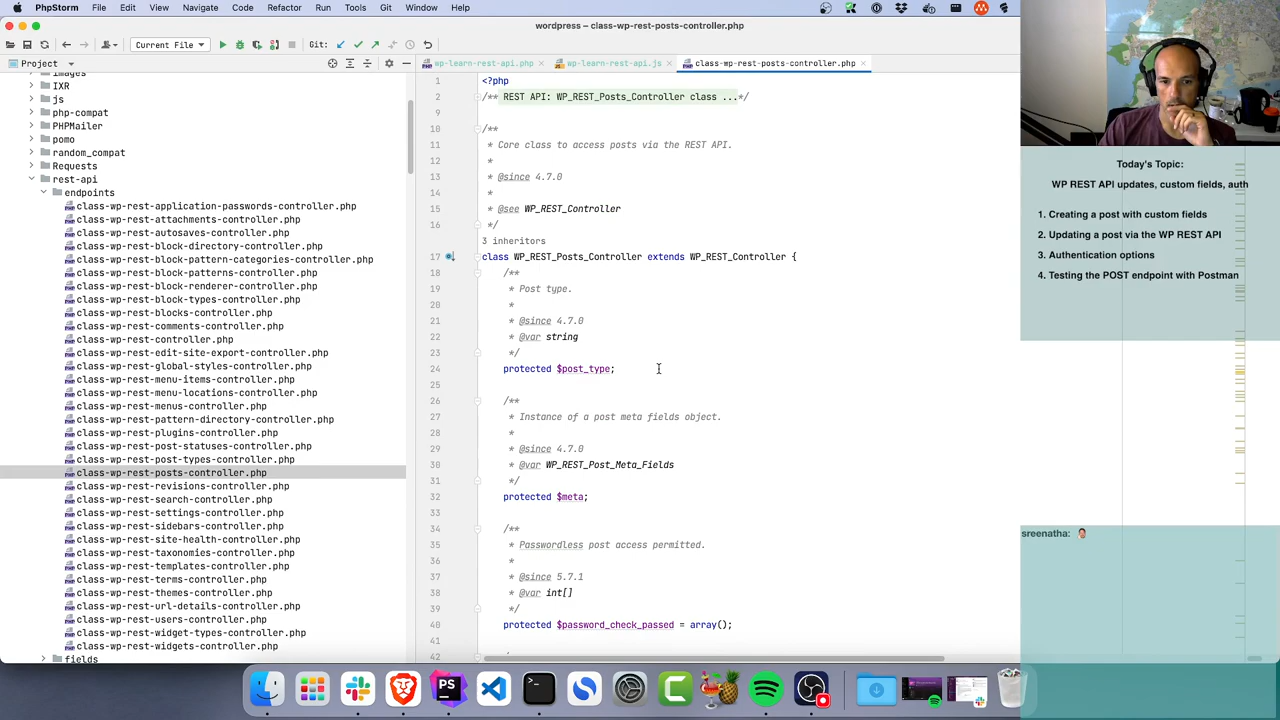 PhpStorm File Edit View Navigate Code Refactor Run Tools Git Window Help
wordpress – class-wp-rest-posts-controller.php
Current File
Git:
Project
wp-learn-rest-api.php
wp-learn-rest-api.js
class-wp-rest-posts-controller.php
images
IXR
js
php-compat
PHPMailer
pomo
random_compat
Requests
rest-api
endpoints
class-wp-rest-application-passwords-controller.php
class-wp-rest-attachments-controller.php
class-wp-rest-autosaves-controller.php
class-wp-rest-block-directory-controller.php
class-wp-rest-block-pattern-categories-controller.php
class-wp-rest-block-patterns-controller.php
class-wp-rest-block-renderer-controller.php
class-wp-rest-block-types-controller.php
class-wp-rest-blocks-controller.php
class-wp-rest-comments-controller.php
class-wp-rest-controller.php
class-wp-rest-edit-site-export-controller.php
class-wp-rest-global-styles-controller.php
class-wp-rest-menu-items-controller.php
class-wp-rest-menu-locations-controller.php
class-wp-rest-menus-controller.php
class-wp-rest-pattern-directory-controller.php
class-wp-rest-plugins-controller.php
class-wp-rest-post-statuses-controller.php
class-wp-rest-post-types-controller.php
class-wp-rest-posts-controller.php
class-wp-rest-revisions-controller.php
class-wp-rest-search-controller.php
class-wp-rest-settings-controller.php
class-wp-rest-sidebars-controller.php
class-wp-rest-site-health-controller.php
class-wp-rest-taxonomies-controller.php
class-wp-rest-templates-controller.php
class-wp-rest-terms-controller.php
class-wp-rest-themes-controller.php
class-wp-rest-url-details-controller.php
class-wp-rest-users-controller.php
class-wp-rest-widget-types-controller.php
class-wp-rest-widgets-controller.php
fields
1 <?php
2 /** REST API: WP_REST_Posts_Controller class ...*/
9
10 /**
11 * Core class to access posts via the REST API.
12 *
13 * @since 4.7.0
14 *
15 * @see WP_REST_Controller
16 */
3 inheritors
17 class WP_REST_Posts_Controller extends WP_REST_Controller {
18 /**
19 * Post type.
20 *
21 * @since 4.7.0
22 * @var string
23 */
24 protected $post_type;
25
26 /**
27 * Instance of a post meta fields object.
28 *
29 * @since 4.7.0
30 * @var WP_REST_Post_Meta_Fields
31 */
32 protected $meta;
33
34 /**
35 * Passwordless post access permitted.
36 *
37 * @since 5.7.1
38 * @var int[]
39 */
40 protected $password_check_passed = array();
41
42
Today's Topic:
WP REST API updates, custom fields, auth
1. Creating a post with custom fields
2. Updating a post via the WP REST API
3. Authentication options
4. Testing the POST endpoint with Postman
sreenatha:
PS